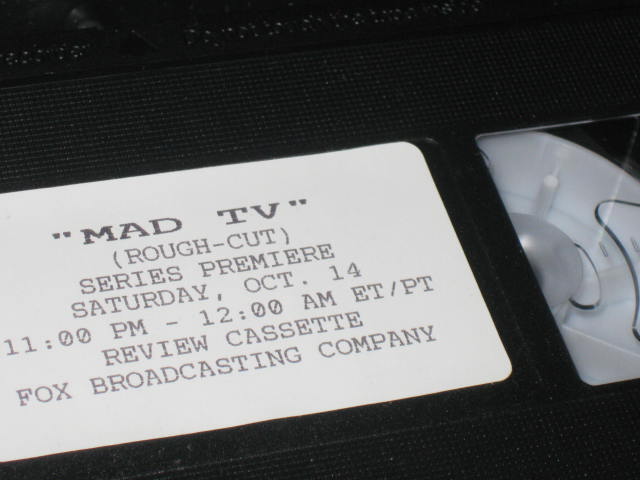 "MAD TV"
(ROUGH-CUT)
SERIES PREMIERE
SATURDAY, OCT. 14
11:00 PM - 12:00 AM ET/PT
REVIEW CASSETTE
FOX BROADCASTING COMPANY